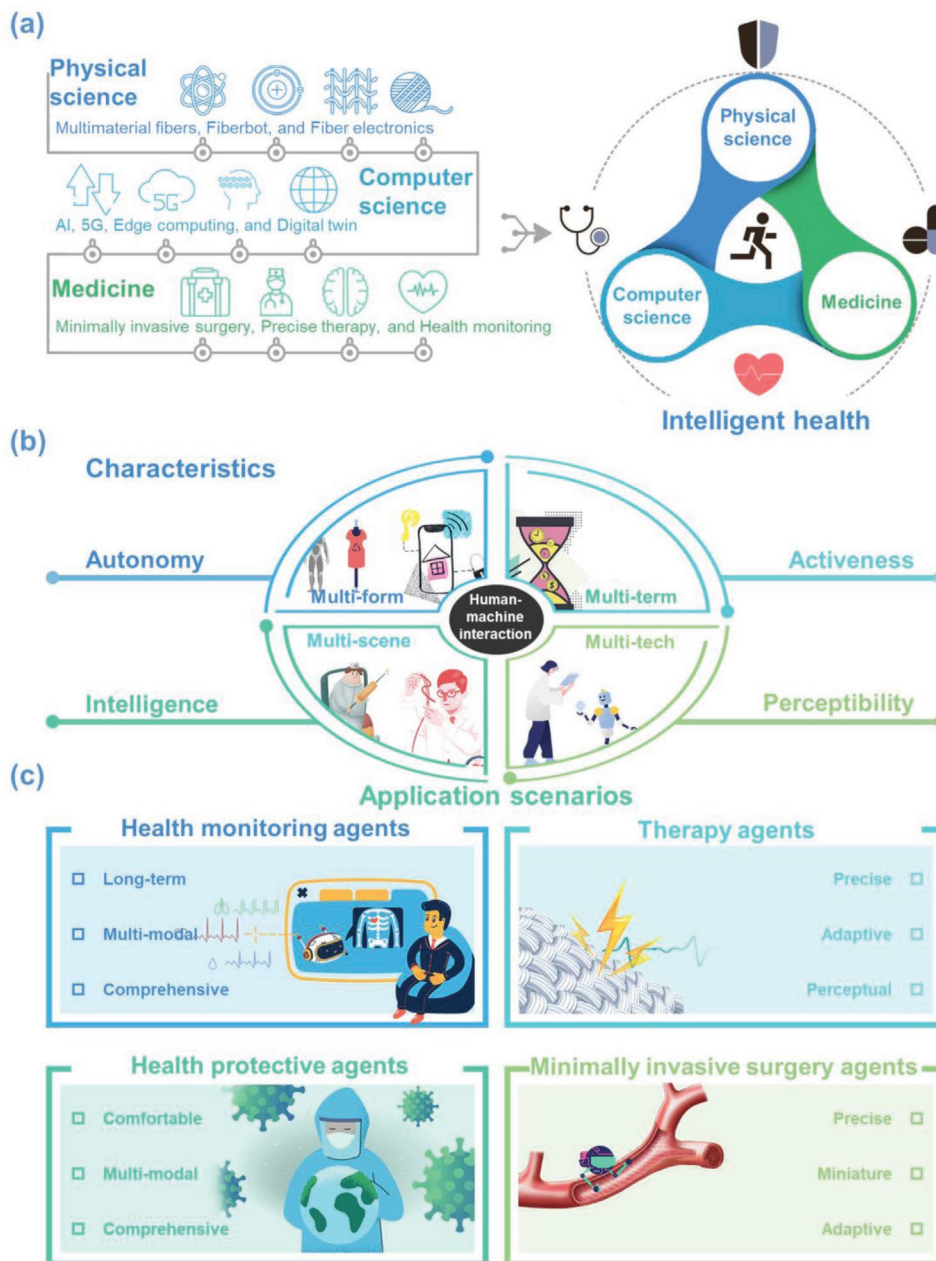 (a)
Physical
science
Multimaterial fibers, Fiberbot, and Fiber electronics
5G
Computer
science
AI, 5G, Edge computing, and Digital twin
Medicine
Minimally invasive surgery, Precise therapy, and Health monitoring
Physical
science
Computer
science
Medicine
Intelligent health
(b)
Characteristics
Autonomy
Activeness
Multi-form
Multi-term
Human-
machine
interaction
Multi-scene
Multi-tech
Intelligence
Perceptibility
(c)
Application scenarios
Health monitoring agents
Long-term
Multi-modal
Comprehensive
Therapy agents
Precise
Adaptive
Perceptual
Health protective agents
Comfortable
Multi-modal
Comprehensive
Minimally invasive surgery agents
Precise
Miniature
Adaptive